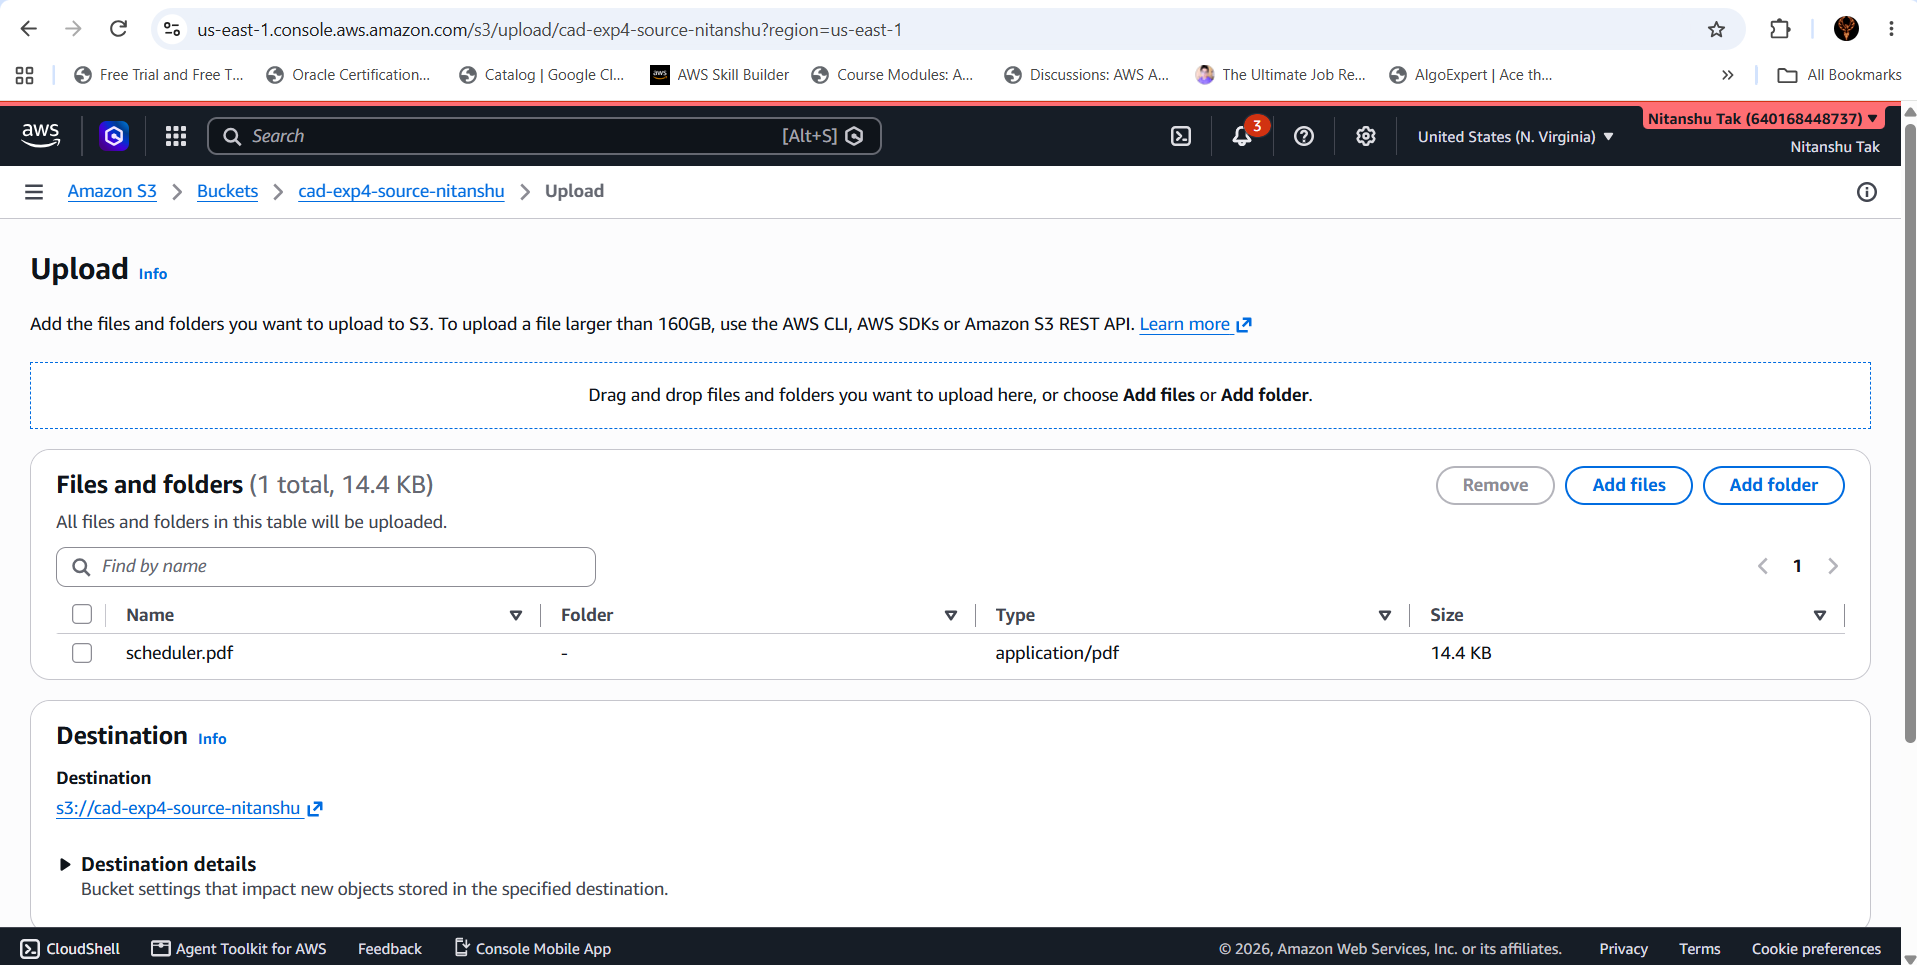 us-east-1.console.aws.amazon.com/s3/upload/cad-exp4-source-nitanshu?region=us-east-1
Free Trial and Free T... Oracle Certification... Catalog | Google Cl... aws AWS Skill Builder Course Modules: A... Discussions: AWS A... The Ultimate Job Re... AlgoExpert | Ace th... » All Bookmarks
aws Search [Alt+S] 3 United States (N. Virginia) ▼ Nitanshu Tak (640168448737) ▼
Nitanshu Tak
Amazon S3 > Buckets > cad-exp4-source-nitanshu > Upload
Upload Info
Add the files and folders you want to upload to S3. To upload a file larger than 160GB, use the AWS CLI, AWS SDKs or Amazon S3 REST API. Learn more
Drag and drop files and folders you want to upload here, or choose Add files or Add folder.
Files and folders (1 total, 14.4 KB) Remove Add files Add folder
All files and folders in this table will be uploaded.
Find by name < 1 >
Name Folder Type Size
scheduler.pdf - application/pdf 14.4 KB
Destination Info
Destination
s3://cad-exp4-source-nitanshu
Destination details
Bucket settings that impact new objects stored in the specified destination.
CloudShell Agent Toolkit for AWS Feedback Console Mobile App © 2026, Amazon Web Services, Inc. or its affiliates. Privacy Terms Cookie preferences